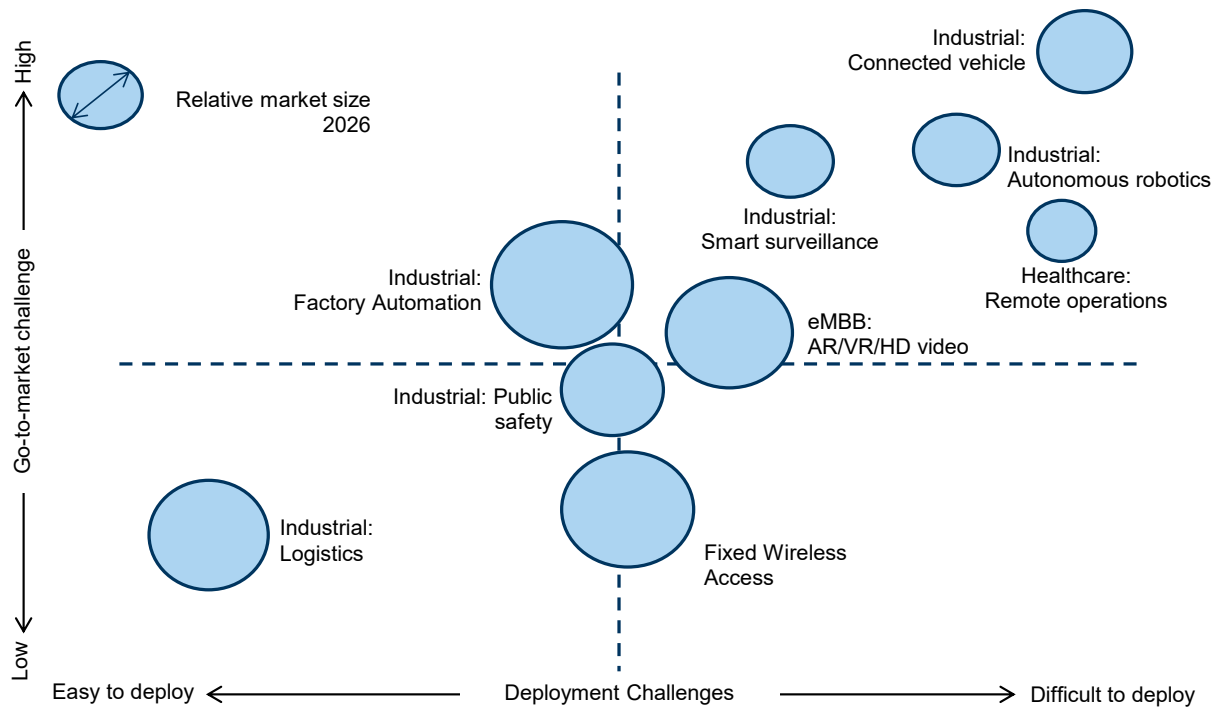 High
Relative market size
2026
Industrial:
Connected vehicle
Industrial:
Autonomous robotics
Industrial:
Smart surveillance
Healthcare:
Remote operations
Go-to-market challenge
Industrial:
Factory Automation
eMBB:
AR/VR/HD video
Industrial: Public
safety
Industrial:
Logistics
Fixed Wireless
Access
Low
Easy to deploy
Deployment Challenges
Difficult to deploy